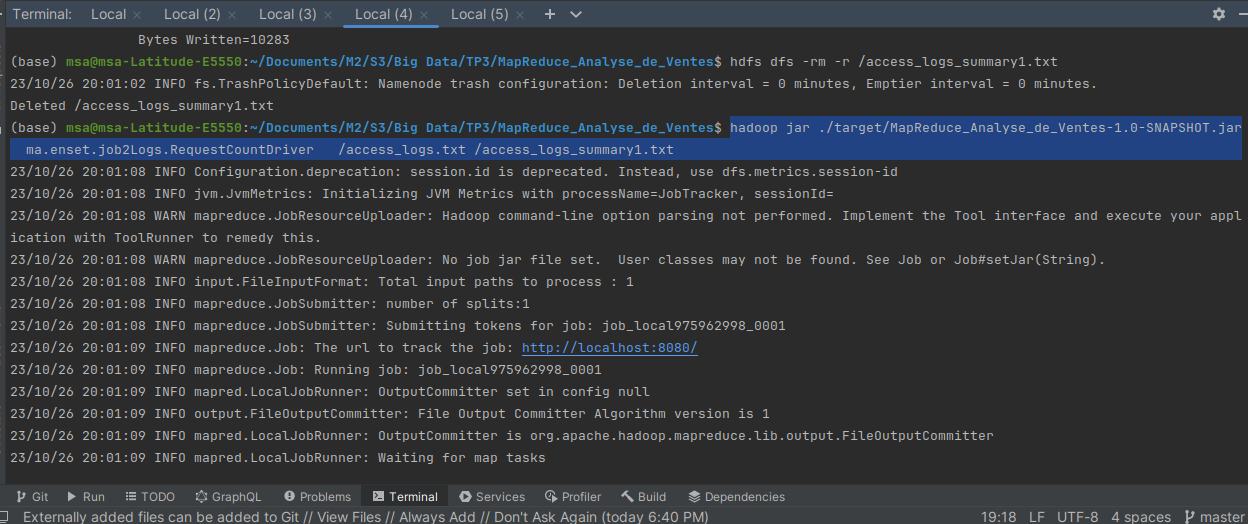 Terminal: Local × Local (2) × Local (3) × Local (4) × Local (5) × +
Bytes Written=10283
(base) msa@msa-Latitude-E5550:~/Documents/M2/S3/Big Data/TP3/MapReduce_Analyse_de_Ventes$ hdfs dfs -rm -r /access_logs_summary1.txt
23/10/26 20:01:02 INFO fs.TrashPolicyDefault: Namenode trash configuration: Deletion interval = 0 minutes, Emptier interval = 0 minutes.
Deleted /access_logs_summary1.txt
(base) msa@msa-Latitude-E5550:~/Documents/M2/S3/Big Data/TP3/MapReduce_Analyse_de_Ventes$ hadoop jar ./target/MapReduce_Analyse_de_Ventes-1.0-SNAPSHOT.jar
ma.enset.job2Logs.RequestCountDriver /access_logs.txt /access_logs_summary1.txt
23/10/26 20:01:08 INFO Configuration.deprecation: session.id is deprecated. Instead, use dfs.metrics.session-id
23/10/26 20:01:08 INFO jvm.JvmMetrics: Initializing JVM Metrics with processName=JobTracker, sessionId=
23/10/26 20:01:08 WARN mapreduce.JobResourceUploader: Hadoop command-line option parsing not performed. Implement the Tool interface and execute your appl
ication with ToolRunner to remedy this.
23/10/26 20:01:08 WARN mapreduce.JobResourceUploader: No job jar file set.  User classes may not be found. See Job or Job#setJar(String).
23/10/26 20:01:08 INFO input.FileInputFormat: Total input paths to process : 1
23/10/26 20:01:08 INFO mapreduce.JobSubmitter: number of splits:1
23/10/26 20:01:08 INFO mapreduce.JobSubmitter: Submitting tokens for job: job_local975962998_0001
23/10/26 20:01:09 INFO mapreduce.Job: The url to track the job: http://localhost:8080/
23/10/26 20:01:09 INFO mapreduce.Job: Running job: job_local975962998_0001
23/10/26 20:01:09 INFO mapred.LocalJobRunner: OutputCommitter set in config null
23/10/26 20:01:09 INFO output.FileOutputCommitter: File Output Committer Algorithm version is 1
23/10/26 20:01:09 INFO mapred.LocalJobRunner: OutputCommitter is org.apache.hadoop.mapreduce.lib.output.FileOutputCommitter
23/10/26 20:01:09 INFO mapred.LocalJobRunner: Waiting for map tasks
Git Run TODO GraphQL Problems Terminal Services Profiler Build Dependencies
Externally added files can be added to Git // View Files // Always Add // Don't Ask Again (today 6:40 PM) 19:18 LF UTF-8 4 spaces master